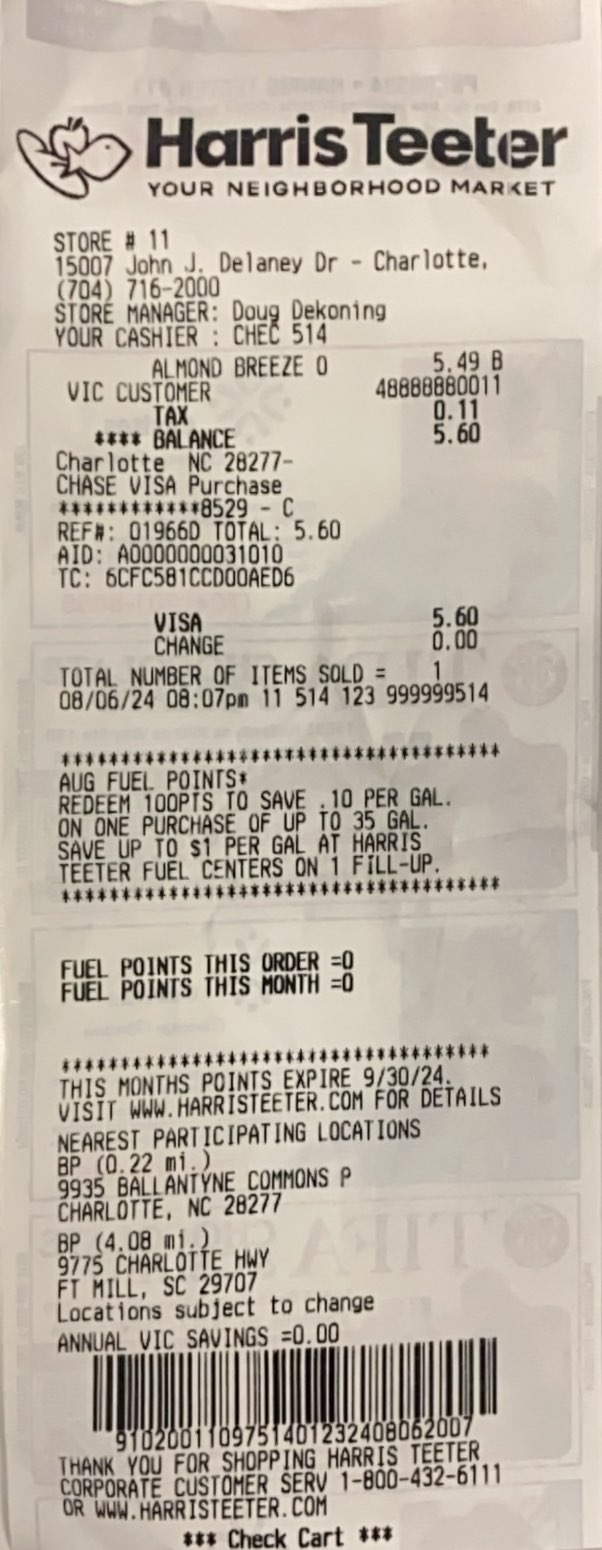 Harris Teeter
YOUR NEIGHBORHOOD MARKET
STORE # 11
15007 John J. Delaney Dr - Charlotte,
(704) 716-2000
STORE MANAGER: Doug Dekoning
YOUR CASHIER : CHEC 514
ALMOND BREEZE O 5.49 B
VIC CUSTOMER 48888880011
TAX 0.11
**** BALANCE 5.60
Charlotte NC 28277-
CHASE VISA Purchase
************8529 - C
REF#: 01966D TOTAL: 5.60
AID: A0000000031010
TC: 6CFC581CCD00AED6
VISA 5.60
CHANGE 0.00
TOTAL NUMBER OF ITEMS SOLD = 1
08/06/24 08:07pm 11 514 123 999999514
*************************************
AUG FUEL POINTS*
REDEEM 100PTS TO SAVE .10 PER GAL.
ON ONE PURCHASE OF UP TO 35 GAL.
SAVE UP TO $1 PER GAL AT HARRIS
TEETER FUEL CENTERS ON 1 FILL-UP.
*************************************
FUEL POINTS THIS ORDER =0
FUEL POINTS THIS MONTH =0
************************************
THIS MONTHS POINTS EXPIRE 9/30/24.
VISIT WWW.HARRISTEETER.COM FOR DETAILS
NEAREST PARTICIPATING LOCATIONS
BP (0.22 mi.)
9935 BALLANTYNE COMMONS P
CHARLOTTE, NC 28277
BP (4.08 mi.)
9775 CHARLOTTE HWY
FT MILL, SC 29707
Locations subject to change
ANNUAL VIC SAVINGS =0.00
9102001109751401232408062007
THANK YOU FOR SHOPPING HARRIS TEETER
CORPORATE CUSTOMER SERV 1-800-432-6111
OR WWW.HARRISTEETER.COM
*** Check Cart ***